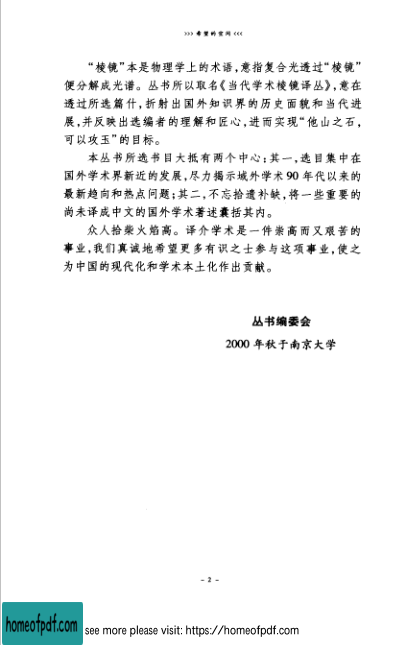 >>> 希望的空间 <<<
“棱镜”本是物理学上的术语,意指复合光透过“棱镜”
便分解成光谱。丛书所以取名《当代学术棱镜译丛》,意在
透过所选篇什,折射出国外知识界的历史面貌和当代进
展,并反映出选编者的理解和匠心,进而实现“他山之石,
可以攻玉”的目标。
本丛书所选书目大抵有两个中心:其一,选目集中在
国外学术界新近的发展,尽力揭示域外学术90年代以来的
最新趋向和热点问题;其二,不忘拾遗补缺,将一些重要的
尚未译成中文的国外学术著述囊括其内。
众人拾柴火焰高。译介学术是一件崇高而又艰苦的
事业,我们真诚地希望更多有识之士参与这项事业,使之
为中国的现代化和学术本土化作出贡献。
丛书编委会
2000年秋于南京大学
- 2 -
homeofpdf.com
see more please visit: https://homeofpdf.com